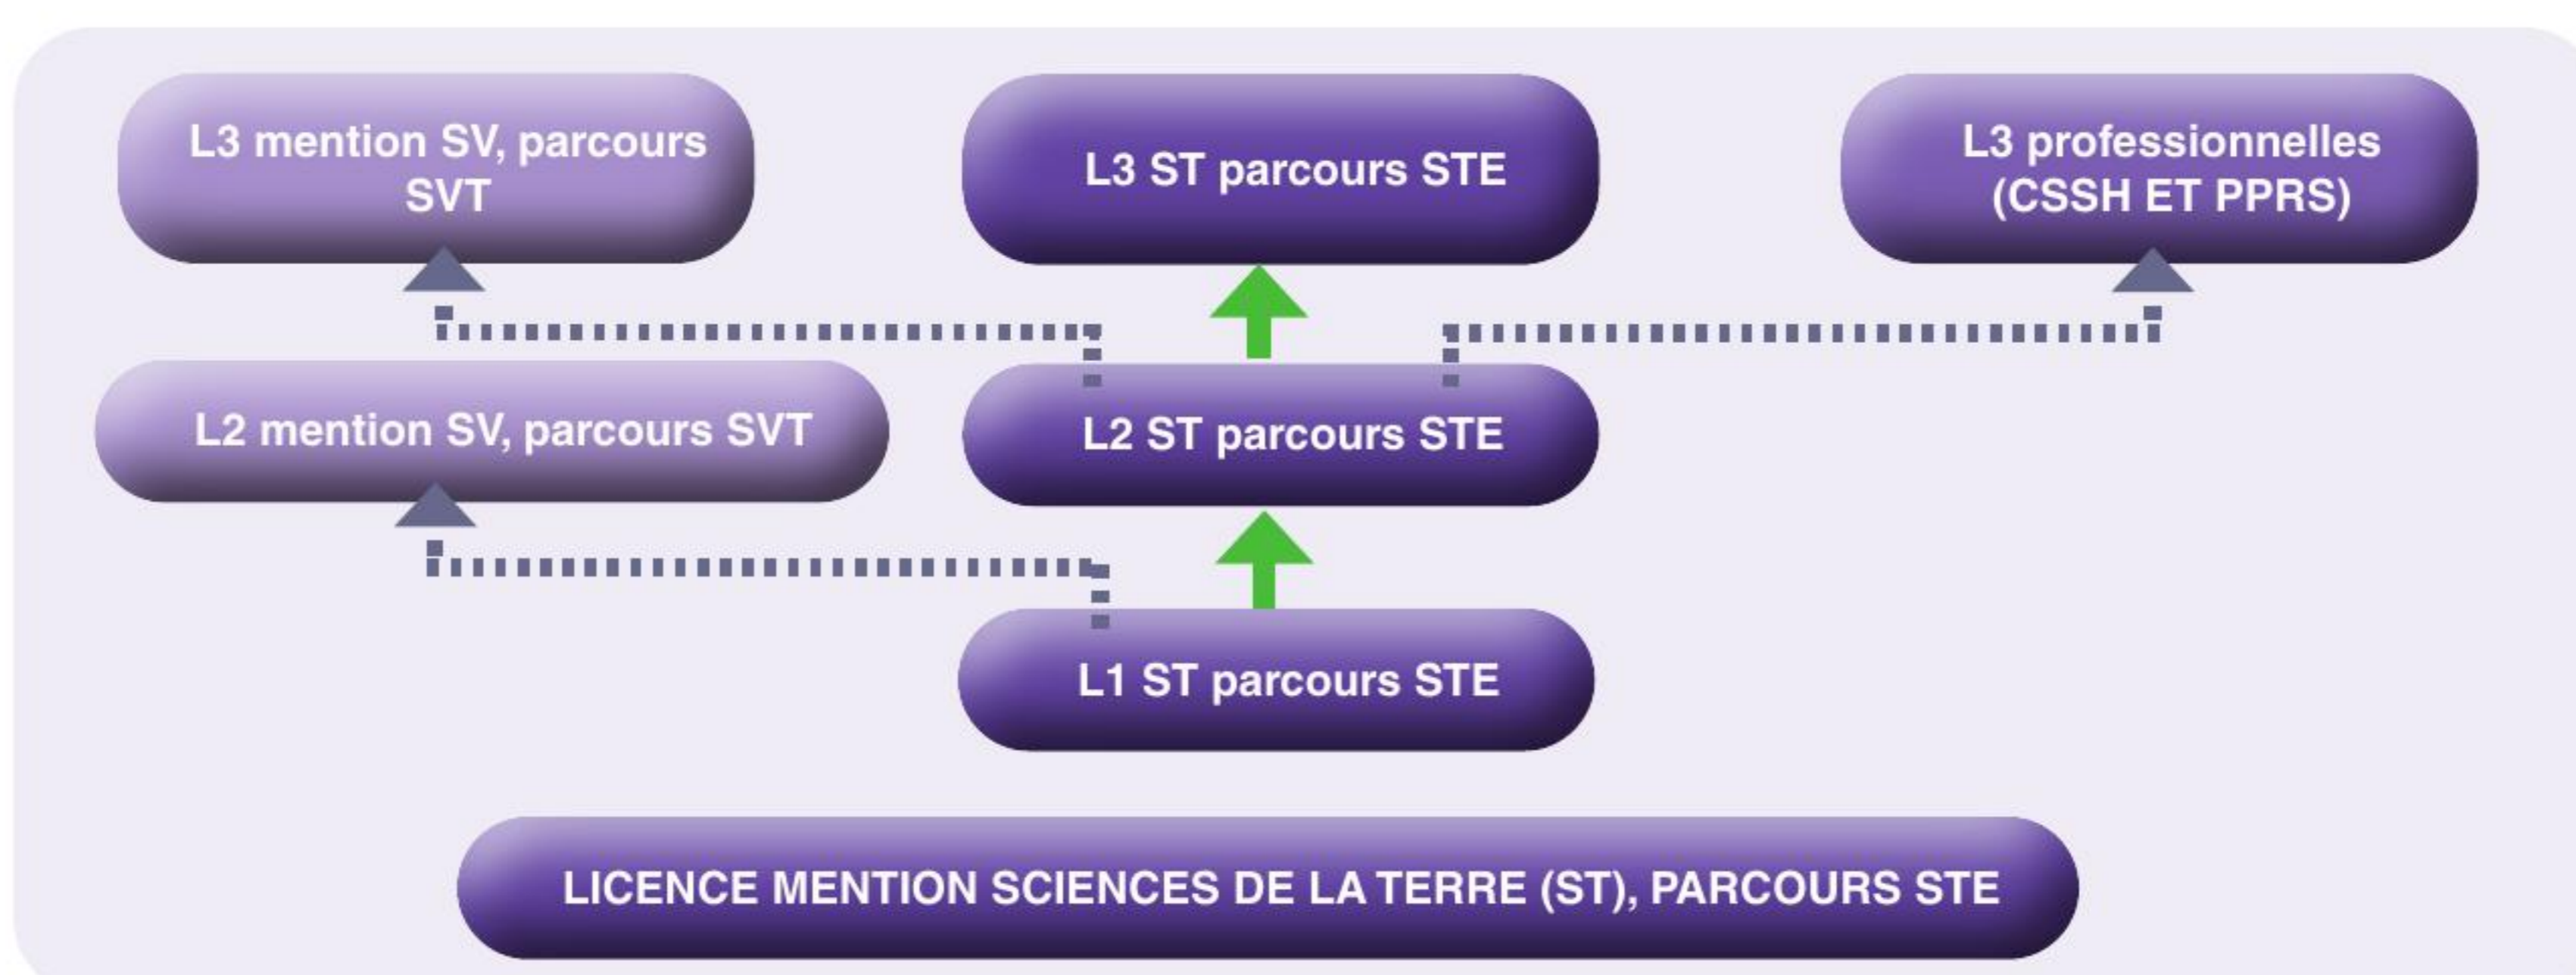 L3 mention SV, parcours
SVT
L3 ST parcours STE
L3 professionnelles
(CSSH ET PPRS)
L2 mention SV, parcours SVT
L2 ST parcours STE
L1 ST parcours STE
LICENCE MENTION SCIENCES DE LA TERRE (ST), PARCOURS STE